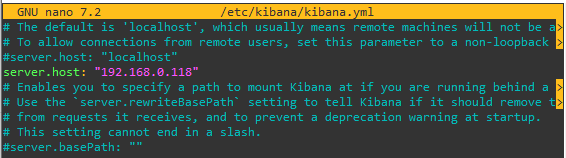 GNU nano 7.2 /etc/kibana/kibana.yml
# The default is 'localhost', which usually means remote machines will not be a>
# To allow connections from remote users, set this parameter to a non-loopback >
#server.host: "localhost"
server.host: "192.168.0.118"
# Enables you to specify a path to mount Kibana at if you are running behind a >
# Use the `server.rewriteBasePath` setting to tell Kibana if it should remove t>
# from requests it receives, and to prevent a deprecation warning at startup.
# This setting cannot end in a slash.
#server.basePath: ""